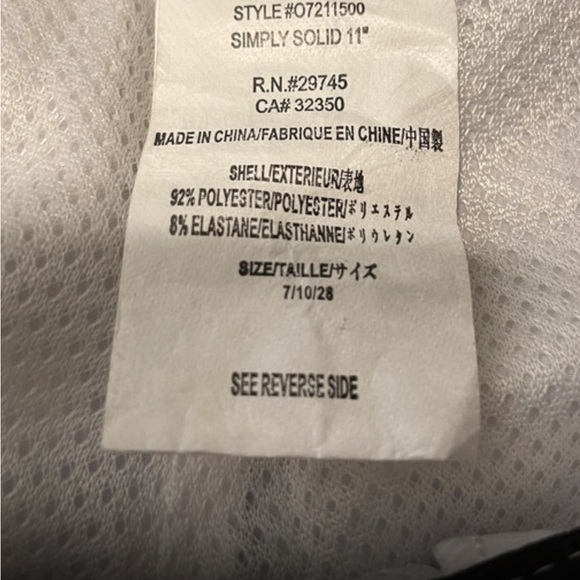 STYLE #O7211500
SIMPLY SOLID 11"
R.N.#29745
CA# 32350
MADE IN CHINA/FABRIQUE EN CHINE/中国製
SHELL/EXTERIEUR/表地
92% POLYESTER/POLYESTER/ポリエステル
8% ELASTANE/ELASTHANNE/ポリウレタン
SIZE/TAILLE/サイズ
7/10/28
SEE REVERSE SIDE